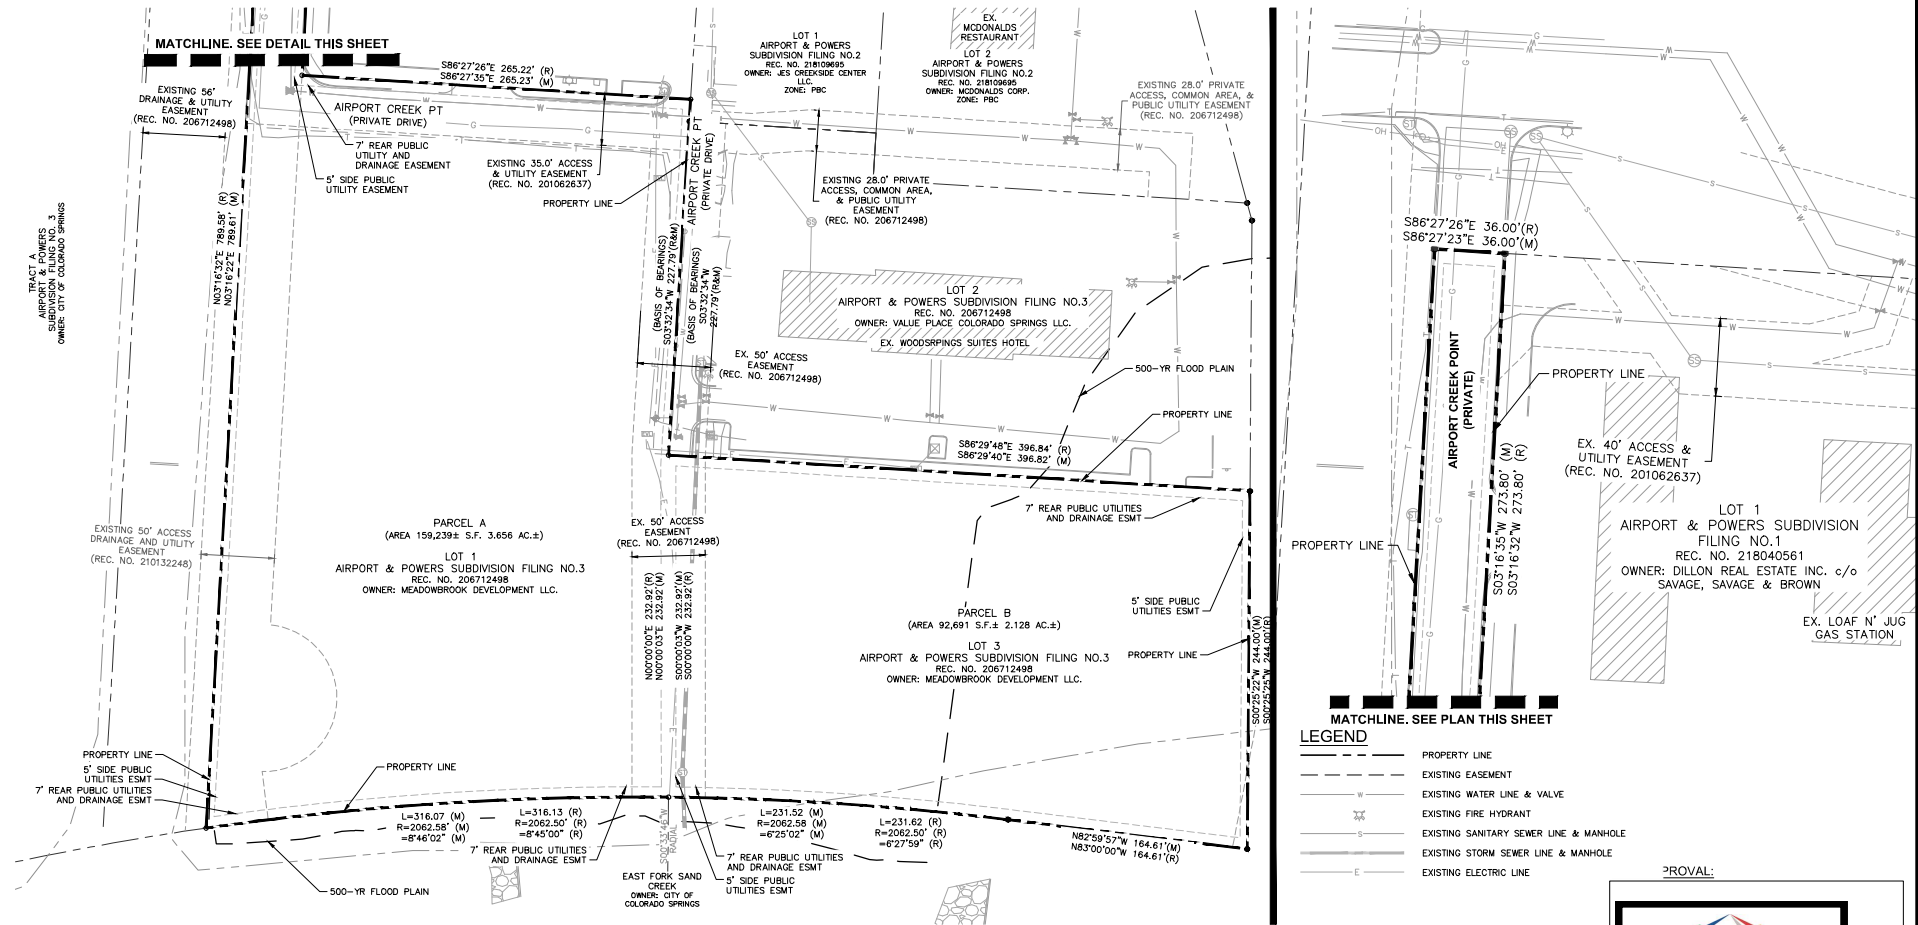 MATCHLINE. SEE DETAIL THIS SHEET
EXISTING 56'
DRAINAGE & UTILITY
EASEMENT
(REC. NO. 206712498)
S86°27'26"E 265.22' (R)
S86°27'35"E 265.23' (M)
AIRPORT CREEK PT
(PRIVATE DRIVE)
7' REAR PUBLIC
UTILITY AND
DRAINAGE EASEMENT
5' SIDE PUBLIC
UTILITY EASEMENT
EXISTING 35.0' ACCESS
& UTILITY EASEMENT
(REC. NO. 201062637)
PROPERTY LINE
AIRPORT CREEK PT
(PRIVATE DRIVE)
LOT 1
AIRPORT & POWERS
SUBDIVISION FILING NO.2
REC. NO. 218109695
OWNER: JES CREEKSIDE CENTER
LLC.
ZONE: PBC
EX.
MCDONALDS
RESTAURANT
LOT 2
AIRPORT & POWERS
SUBDIVISION FILING NO.2
REC. NO. 218109695
OWNER: MCDONALDS CORP.
ZONE: PBC
EXISTING 28.0' PRIVATE
ACCESS, COMMON AREA, &
PUBLIC UTILITY EASEMENT
(REC. NO. 206712498)
EXISTING 28.0' PRIVATE
ACCESS, COMMON AREA,
& PUBLIC UTILITY
EASEMENT
(REC. NO. 206712498)
TRACT A
AIRPORT & POWERS
SUBDIVISION FILING NO. 3
OWNER: CITY OF COLORADO SPRINGS
N03°16'32"E 789.58' (R)
N03°16'22"E 789.61' (M)
(BASIS OF BEARINGS)
S03°32'34"W 227.79'(R&M)
(BASIS OF BEARINGS)
S03°32'34"W
227.79'(R&M)
LOT 2
AIRPORT & POWERS SUBDIVISION FILING NO.3
REC. NO. 206712498
OWNER: VALUE PLACE COLORADO SPRINGS LLC.
EX. WOODSRPINGS SUITES HOTEL
EX. 50' ACCESS
EASEMENT
(REC. NO. 206712498)
500-YR FLOOD PLAIN
PROPERTY LINE
S86°29'48"E 396.84' (R)
S86°29'40"E 396.82' (M)
7' REAR PUBLIC UTILITIES
AND DRAINAGE ESMT
EXISTING 50' ACCESS
DRAINAGE AND UTILITY
EASEMENT
(REC. NO. 210132248)
PARCEL A
(AREA 159,239± S.F. 3.656 AC.±)
LOT 1
AIRPORT & POWERS SUBDIVISION FILING NO.3
REC. NO. 206712498
OWNER: MEADOWBROOK DEVELOPMENT LLC.
EX. 50' ACCESS
EASEMENT
(REC. NO. 206712498)
N00°00'00"E 232.92'(R)
N00°00'03"E 232.92'(M)
S00°00'03"W 232.92'(M)
S00°00'00"W 232.92'(R)
5' SIDE PUBLIC
UTILITIES ESMT
PARCEL B
(AREA 92,691 S.F.± 2.128 AC.±)
LOT 3
AIRPORT & POWERS SUBDIVISION FILING NO.3
REC. NO. 206712498
OWNER: MEADOWBROOK DEVELOPMENT LLC.
PROPERTY LINE
S00°25'22"W 244.00'(M)
S00°25'25"W 244.00'(R)
PROPERTY LINE
5' SIDE PUBLIC
UTILITIES ESMT
7' REAR PUBLIC UTILITIES
AND DRAINAGE ESMT
PROPERTY LINE
L=316.07 (M)
R=2062.58' (M)
=8°46'02" (M)
L=316.13 (R)
R=2062.50' (R)
=8°45'00" (R)
7' REAR PUBLIC UTILITIES
AND DRAINAGE ESMT
S00°33'46"W
RADIAL
L=231.52 (M)
R=2062.58 (M)
=6°25'02" (M)
L=231.62 (R)
R=2062.50' (R)
=6°27'59" (R)
7' REAR PUBLIC UTILITIES
AND DRAINAGE ESMT
5' SIDE PUBLIC
UTILITIES ESMT
N82°59'57"W 164.61'(M)
N83°00'00"W 164.61'(R)
500-YR FLOOD PLAIN
EAST FORK SAND
CREEK
OWNER: CITY OF
COLORADO SPRINGS
S86°27'26"E 36.00'(R)
S86°27'23"E 36.00'(M)
AIRPORT CREEK POINT
(PRIVATE)
PROPERTY LINE
EX. 40' ACCESS &
UTILITY EASEMENT
(REC. NO. 201062637)
S03°16'35"W 273.80' (M)
S03°16'32"W 273.80' (R)
PROPERTY LINE
LOT 1
AIRPORT & POWERS SUBDIVISION
FILING NO.1
REC. NO. 218040561
OWNER: DILLON REAL ESTATE INC. c/o
SAVAGE, SAVAGE & BROWN
EX. LOAF N' JUG
GAS STATION
MATCHLINE. SEE PLAN THIS SHEET
LEGEND
PROPERTY LINE
EXISTING EASEMENT
W EXISTING WATER LINE & VALVE
EXISTING FIRE HYDRANT
S EXISTING SANITARY SEWER LINE & MANHOLE
EXISTING STORM SEWER LINE & MANHOLE
E EXISTING ELECTRIC LINE
PROVAL: